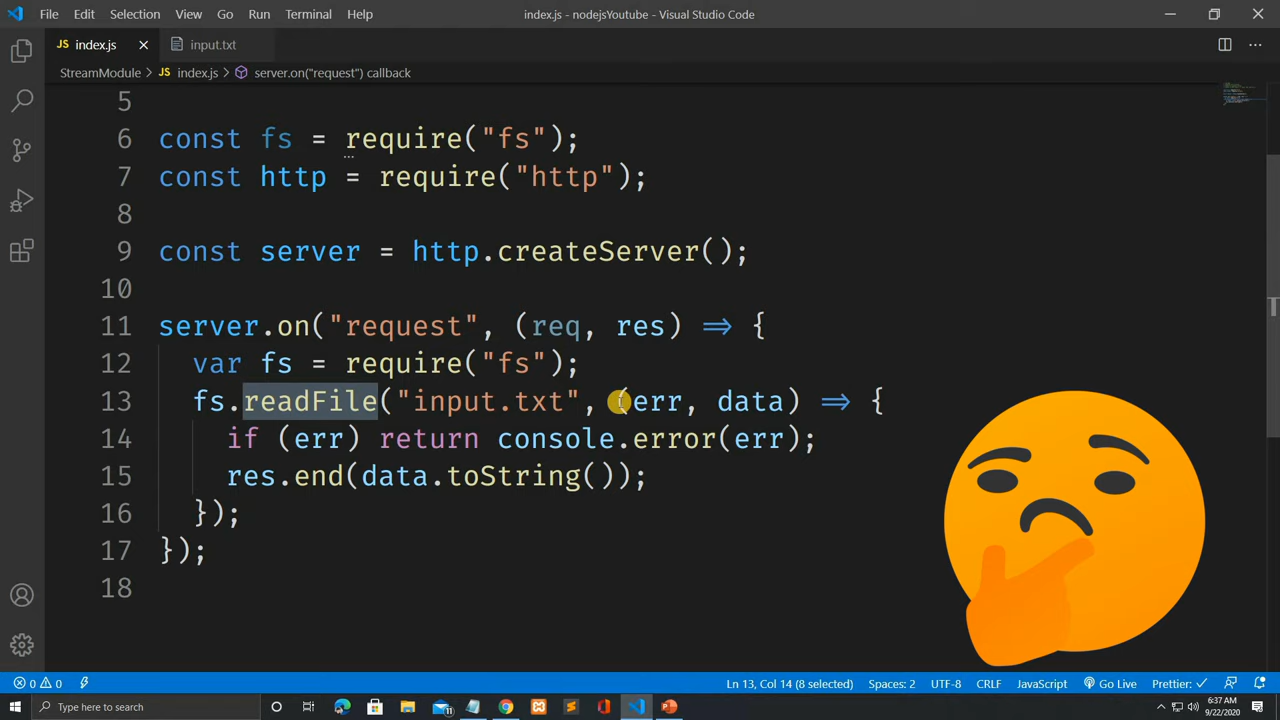 File Edit Selection View Go Run Terminal Help index.js - nodejsYoutube - Visual Studio Code
JS index.js input.txt
StreamModule > JS index.js > server.on("request") callback
5
6 const fs = require("fs");
7 const http = require("http");
8
9 const server = http.createServer();
10
11 server.on("request", (req, res) => {
12 var fs = require("fs");
13 fs.readFile("input.txt", (err, data) => {
14 if (err) return console.error(err);
15 res.end(data.toString());
16 });
17 });
18
0 0 Ln 13, Col 14 (8 selected) Spaces: 2 UTF-8 CRLF JavaScript Go Live Prettier: ✓
Type here to search
6:37 AM
9/22/2020